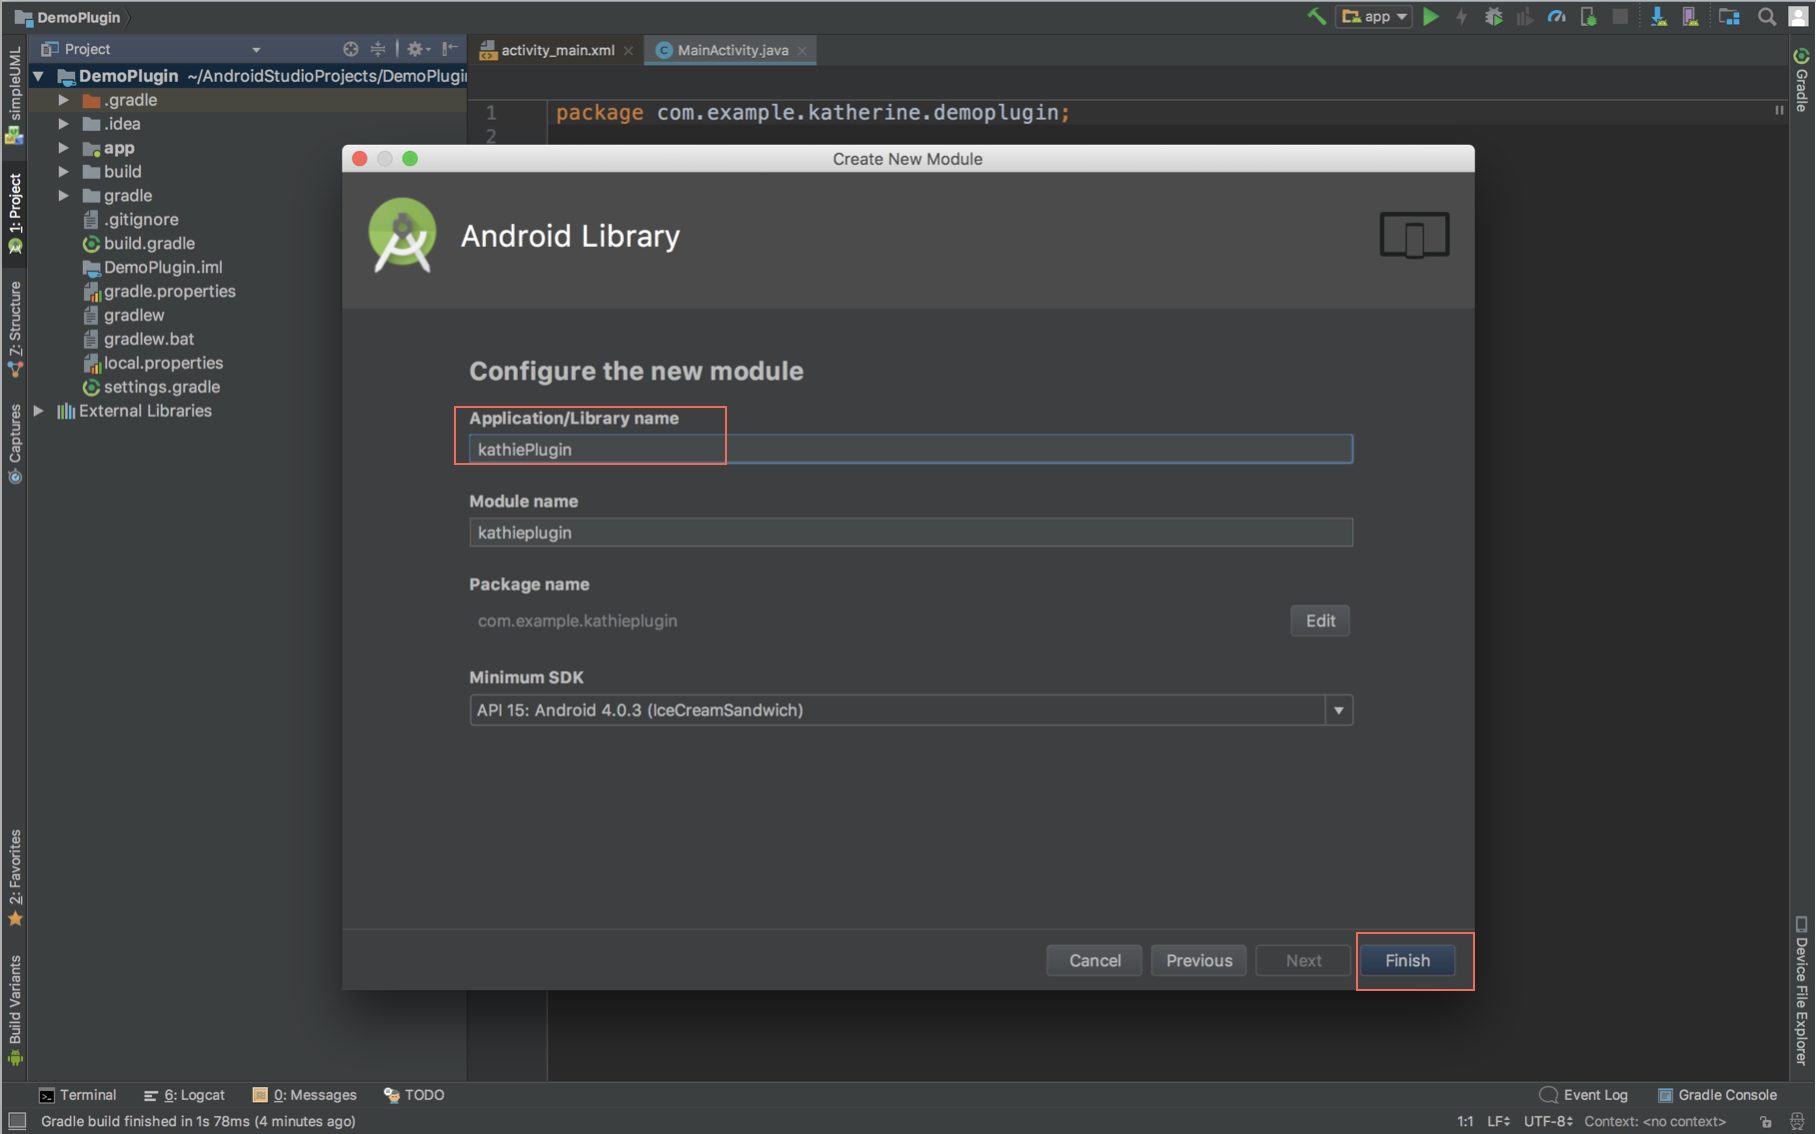 DemoPlugin
app
Project
activity_main.xml
MainActivity.java
simpleUML
1: Project
Z: Structure
Captures
2: Favorites
Build Variants
DemoPlugin ~/AndroidStudioProjects/DemoPlugin
.gradle
.idea
app
build
gradle
.gitignore
build.gradle
DemoPlugin.iml
gradle.properties
gradlew
gradlew.bat
local.properties
settings.gradle
External Libraries
1 package com.example.katherine.demoplugin;
2
Create New Module
Android Library
Configure the new module
Application/Library name
kathiePlugin
Module name
kathieplugin
Package name
com.example.kathieplugin
Edit
Minimum SDK
API 15: Android 4.0.3 (IceCreamSandwich)
Cancel Previous Next Finish
Gradle
Device File Explorer
Terminal 6: Logcat 0: Messages TODO Event Log Gradle Console
Gradle build finished in 1s 78ms (4 minutes ago) 1:1 LF UTF-8 Context: <no context>